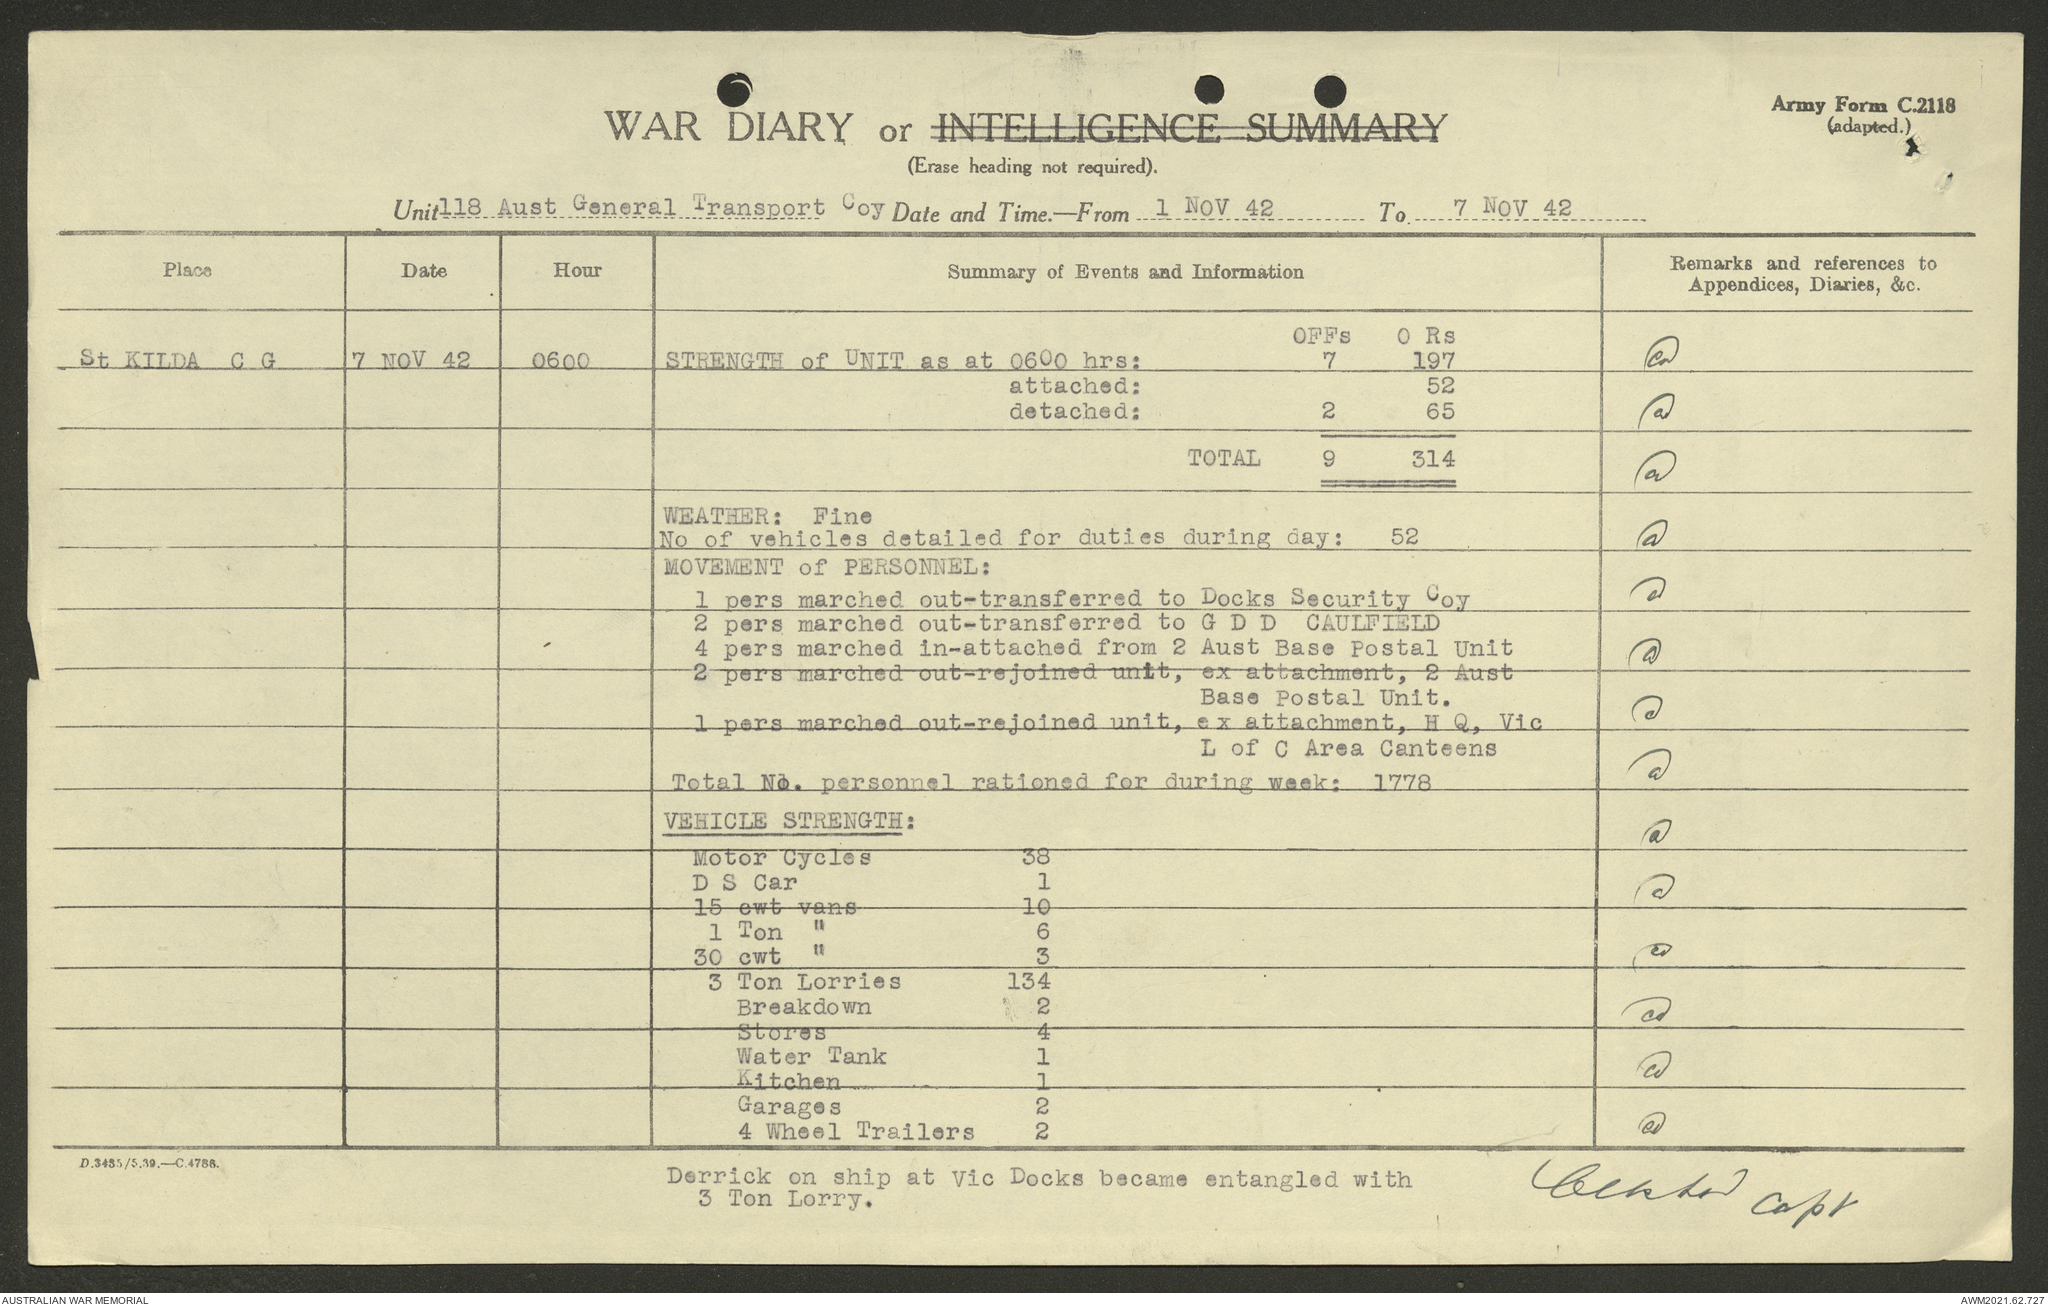 Army Form C.2118
(adapted.)
WAR DIARY or INTELLIGENCE SUMMARY
(Erase heading not required).
Unit 118 Aust General Transport Coy Date and Time.—From 1 NOV 42 To 7 NOV 42
Place Date Hour Summary of Events and Information Remarks and references to
Appendices, Diaries, &c.
OFFs O Rs
St KILDA C G 7 NOV 42 0600 STRENGTH of UNIT as at 0600 hrs: 7 197
attached: 52
detached: 2 65
TOTAL 9 314
WEATHER: Fine
No of vehicles detailed for duties during day: 52
MOVEMENT of PERSONNEL:
1 pers marched out-transferred to Docks Security Coy
2 pers marched out-transferred to G D D CAULFIELD
4 pers marched in-attached from 2 Aust Base Postal Unit
2 pers marched out-rejoined unit, ex attachment, 2 Aust
Base Postal Unit.
1 pers marched out-rejoined unit, ex attachment, H Q, Vic
L of C Area Canteens
Total No. personnel rationed for during week: 1778
VEHICLE STRENGTH:
Motor Cycles 38
D S Car 1
15 cwt vans 10
1 Ton " 6
30 cwt " 3
3 Ton Lorries 134
Breakdown 2
Stores 4
Water Tank 1
Kitchen 1
Garages 2
4 Wheel Trailers 2
D.3485/5.39.—C.4788.
Derrick on ship at Vic Docks became entangled with
3 Ton Lorry.
Capt
AUSTRALIAN WAR MEMORIAL
AWM2021.62.727